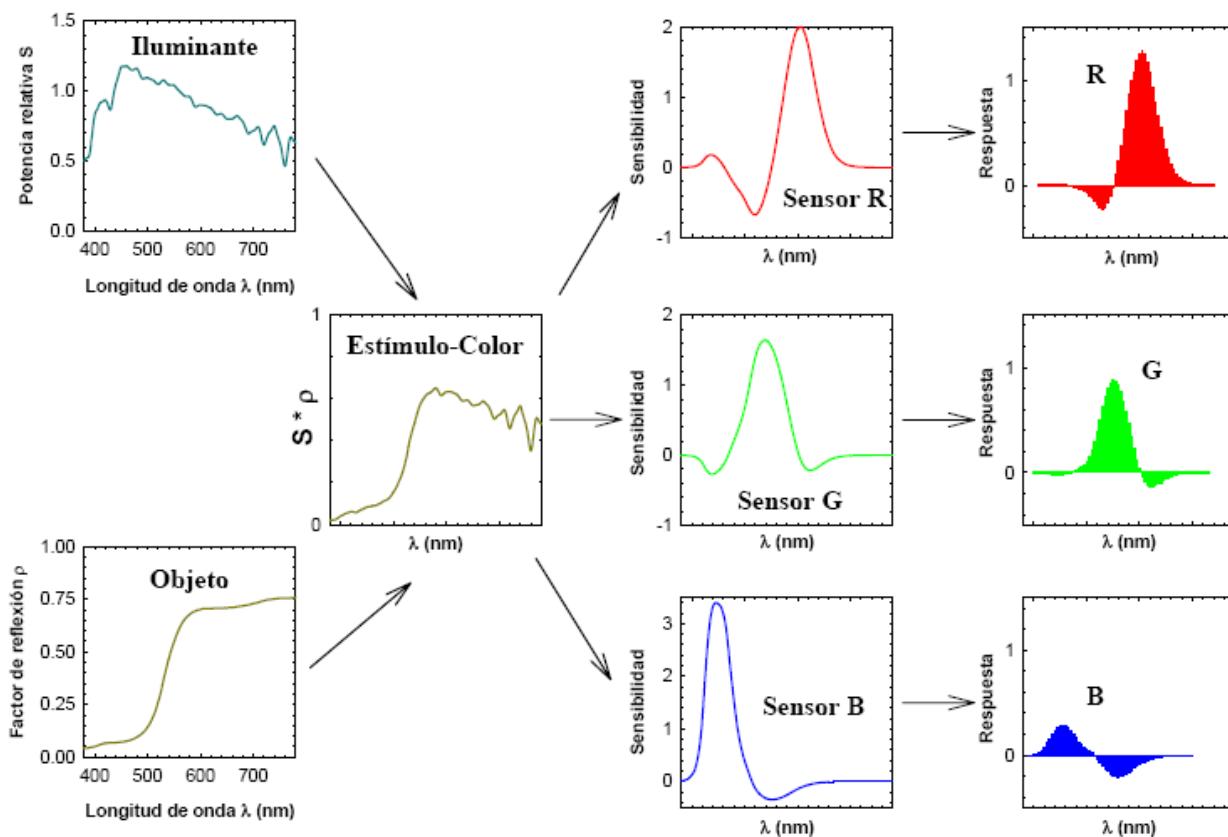 Iluminante
Potencia relativa S
1.5
1.0
0.5
0.0
400 500 600 700
Longitud de onda λ (nm)
Objeto
Factor de reflexión ρ
1.00
0.75
0.50
0.25
0.00
400 500 600 700
Longitud de onda λ (nm)
Estímulo-Color
S * ρ
1
0
λ (nm)
Sensor R
Sensibilidad
2
1
0
-1
λ (nm)
R
Respuesta
1
0
λ (nm)
Sensor G
Sensibilidad
2
1
0
-1
λ (nm)
G
Respuesta
1
0
λ (nm)
Sensor B
Sensibilidad
3
2
1
0
λ (nm)
B
Respuesta
1
0
λ (nm)